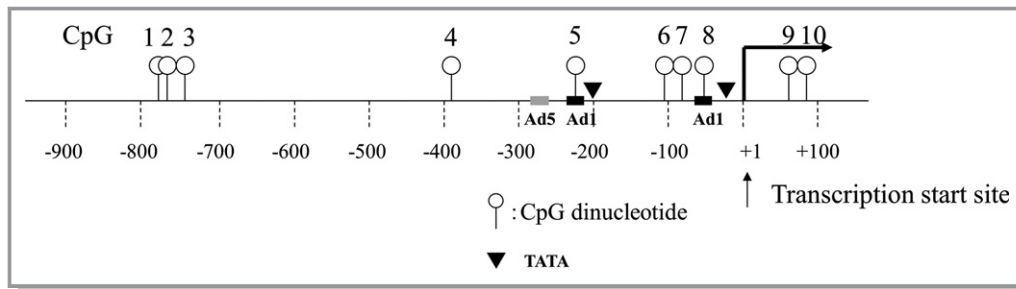 CpG 1 2 3 4 5 6 7 8 9 10
Ad5 Ad1 Ad1
-900 -800 -700 -600 -500 -400 -300 -200 -100 +1 +100
Transcription start site
: CpG dinucleotide
TATA